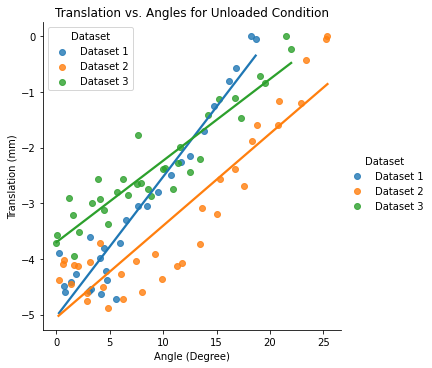 Translation vs. Angles for Unloaded Condition
Dataset
Dataset 1
Dataset 2
Dataset 3
0
−1
−2
−3
−4
−5
Translation (mm)
0
5
10
15
20
25
Angle (Degree)
Dataset
Dataset 1
Dataset 2
Dataset 3